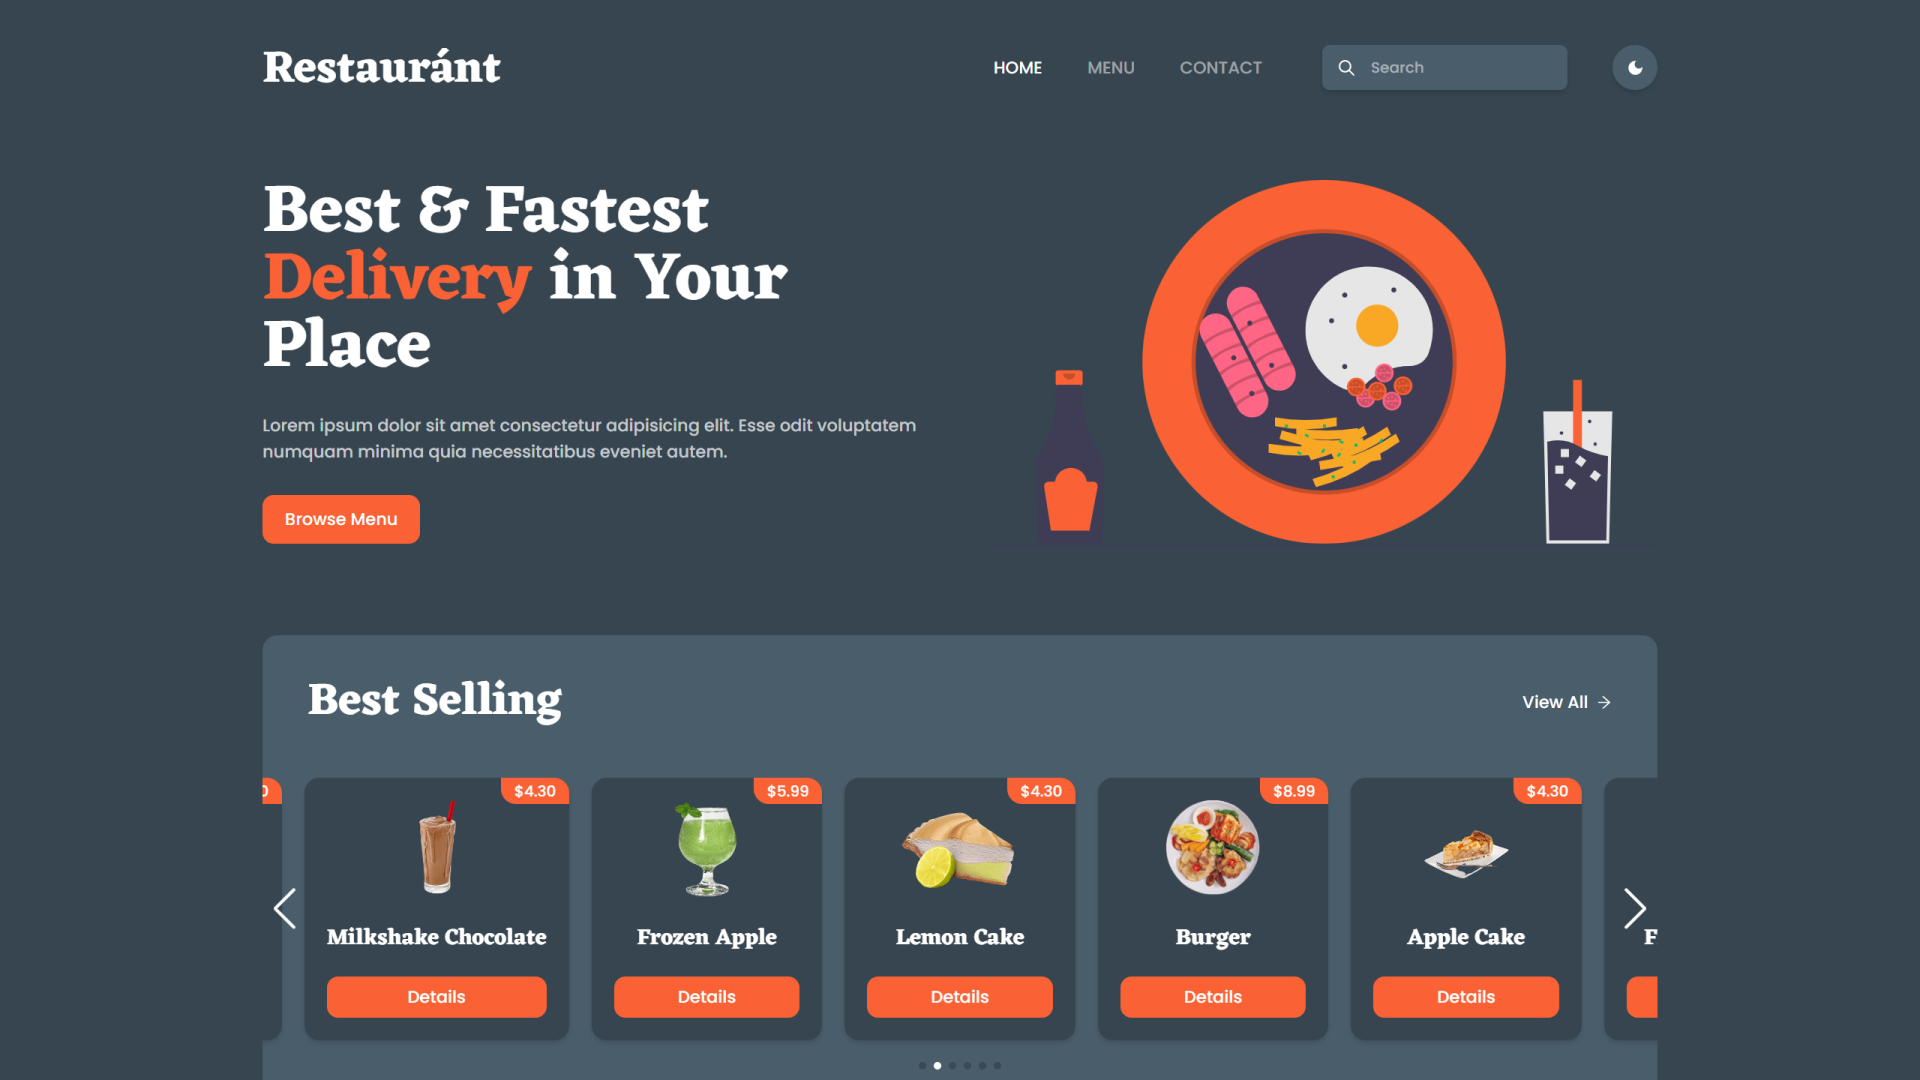 Restauránt
HOME
MENU
CONTACT
Search
Best & Fastest
Delivery in Your
Place
Lorem ipsum dolor sit amet consectetur adipisicing elit. Esse odit voluptatem
numquam minima quia necessitatibus eveniet autem.
Browse Menu
Best Selling
View All
$4.30
Milkshake Chocolate
Details
$5.99
Frozen Apple
Details
$4.30
Lemon Cake
Details
$8.99
Burger
Details
$4.30
Apple Cake
Details